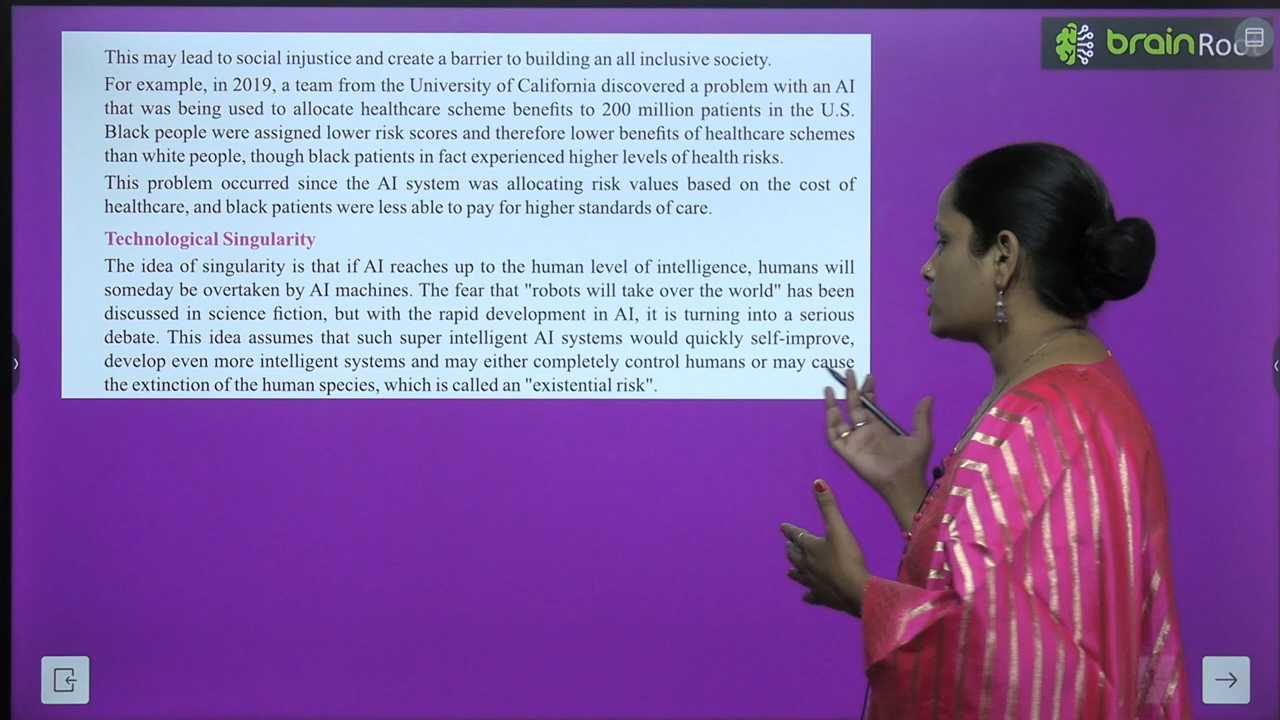 This may lead to social injustice and create a barrier to building an all inclusive society.
For example, in 2019, a team from the University of California discovered a problem with an AI
that was being used to allocate healthcare scheme benefits to 200 million patients in the U.S.
Black people were assigned lower risk scores and therefore lower benefits of healthcare schemes
than white people, though black patients in fact experienced higher levels of health risks.
This problem occurred since the AI system was allocating risk values based on the cost of
healthcare, and black patients were less able to pay for higher standards of care.
Technological Singularity
The idea of singularity is that if AI reaches up to the human level of intelligence, humans will
someday be overtaken by AI machines. The fear that "robots will take over the world" has been
discussed in science fiction, but with the rapid development in AI, it is turning into a serious
debate. This idea assumes that such super intelligent AI systems would quickly self-improve,
develop even more intelligent systems and may either completely control humans or may cause
the extinction of the human species, which is called an "existential risk".